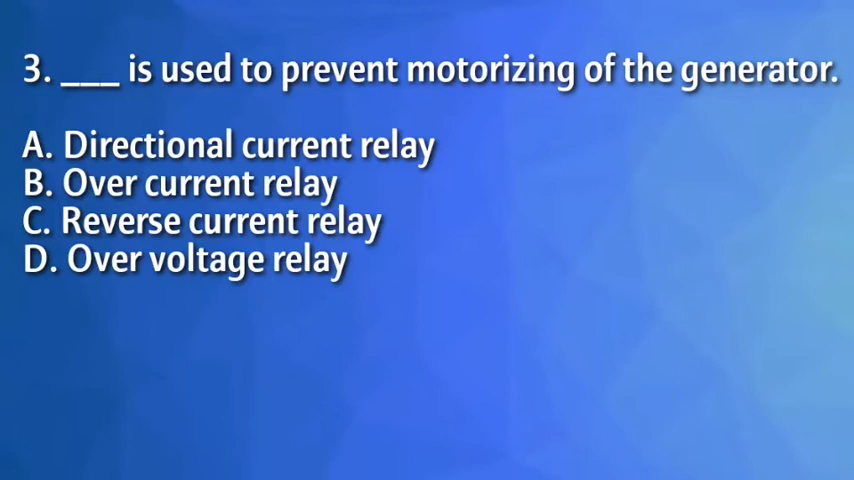 3. ___ is used to prevent motorizing of the generator.
A. Directional current relay
B. Over current relay
C. Reverse current relay
D. Over voltage relay